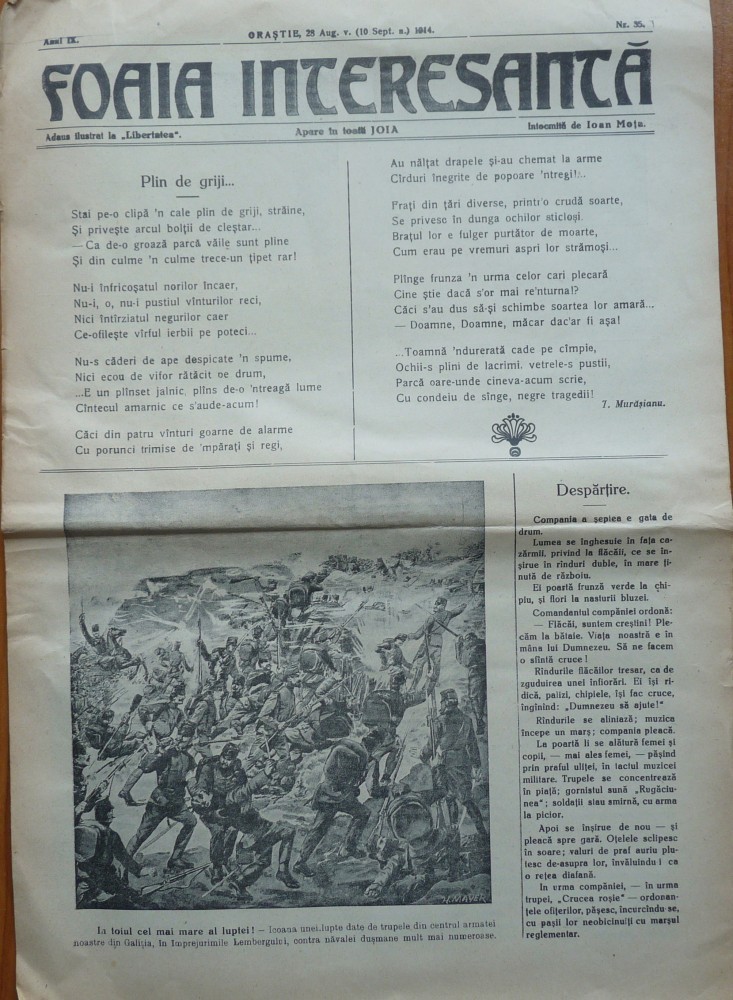 Anul IX.
ORAŞTIE, 28 Aug. v. (10 Sept. n.) 1914.
Nr. 35.
FOAIA INTERESANTĂ
Adaus ilustrat la „Libertatea“.
Apare în toată JOIA
Intocmită de Ioan Moţa.
Plin de griji...
Stai pe-o clipă 'n cale plin de griji, străine,
Şi priveşte arcul bolţii de cleştar...
— Ca de-o groază parcă văile sunt pline
Şi din culme 'n culme trece-un ţipet rar!
Nu-i înfricoşatul norilor încaer,
Nu-i, o, nu-i pustiul vînturilor reci,
Nici întîrziatul negurilor caer
Ce-ofileşte vîrful ierbii pe poteci...
Nu-s căderi de ape despicate 'n spume,
Nici ecou de vifor rătăcit pe drum,
...E un plînset jalnic, plîns de-o 'ntreagă lume
Cîntecul amarnic ce s'aude-acum!
Căci din patru vînturi goarne de alarme
Cu porunci trimise de 'mpăraţi şi regi,
Au nălţat drapele şi-au chemat la arme
Cîrduri înegrite de popoare 'ntregi!..
Fraţi din ţări diverse, printr'o crudă soarte,
Se privesc în dunga ochilor sticloşi.
Braţul lor e fulger purtător de moarte,
Cum erau pe vremuri aspri lor strămoşi...
Plînge frunza 'n urma celor cari plecară
Cine ştie dacă s'or mai re'nturna!?
Căci s'au dus să-şi schimbe soartea lor amară...
— Doamne, Doamne, măcar dac'ar fi aşa!
...Toamnă 'ndurerată cade pe cîmpie,
Ochii-s plini de lacrimi, vetrele-s pustii,
Parcă oare-unde cineva-acum scrie,
Cu condeiu de sînge, negre tragedii!
7. Murăşianu.
H. MAYER
In toiul cel mai mare al luptei! — Icoana unei lupte date de trupele din centrul armatei
noastre din Galiţia, în împrejurimile Lembergului, contra năvalei duşmane mult mai numeroase.
Despărţire.
Compania a şeptea e gata de
drum.
Lumea se înghesuie în faţa ca-
zărmii, privind la flăcăii, ce se în-
şirue în rînduri duble, în mare ţi-
nută de războiu.
Ei poartă frunză verde la chi-
piu, şi flori la nasturii bluzei.
Comandantul compăniei ordonă:
— Flăcăi, suntem creştini! Ple-
căm la bătaie. Viaţa noastră e în
mâna lui Dumnezeu. Să ne facem
o sfintă cruce!
Rîndurile flăcăilor tresar, ca de
zguduirea unei înfiorări. Ei îşi ri-
dică, palizi, chipiele, îşi fac cruce,
îngînînd: „Dumnezeu să ajute!“
Rîndurile se aliniază; muzica
începe un marş; compania pleacă.
La poartă li se alătură femei şi
copii, — mai ales femei, — păşind
prin praful uliţei, în tactul muzicei
militare. Trupele se concentrează
în piaţă; gornistul sună „Rugăciu-
nea“; soldaţii stau smirnă, cu arma
la picior.
Apoi se înşirue de nou — şi
pleacă spre gară. Oţelele sclipesc
în soare; valuri de praf auriu plu-
tesc de-asupra lor, învăluindu-i ca
o reţea diafană.
In urma compăniei, — în urma
trupei, „Crucea roşie“ — ordonan-
ţele ofiţerilor, păşesc, încurcîndu-se,
cu paşii lor neobicinuiţi cu marşul
reglementar.